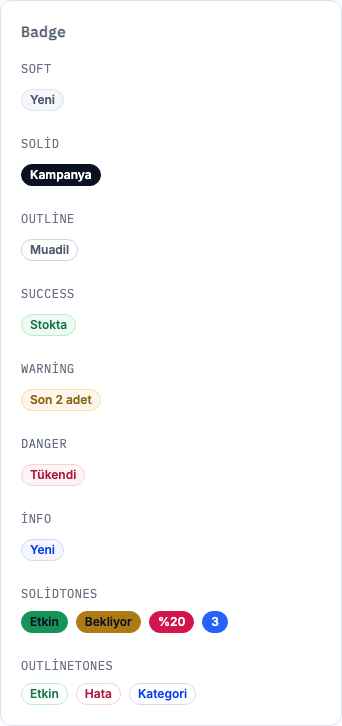 Badge
SOFT
Yeni
SOLİD
Kampanya
OUTLİNE
Muadil
SUCCESS
Stokta
WARNİNG
Son 2 adet
DANGER
Tükendi
İNFO
Yeni
SOLİDTONES
Etkin Bekliyor %20 3
OUTLİNETONES
Etkin Hata Kategori